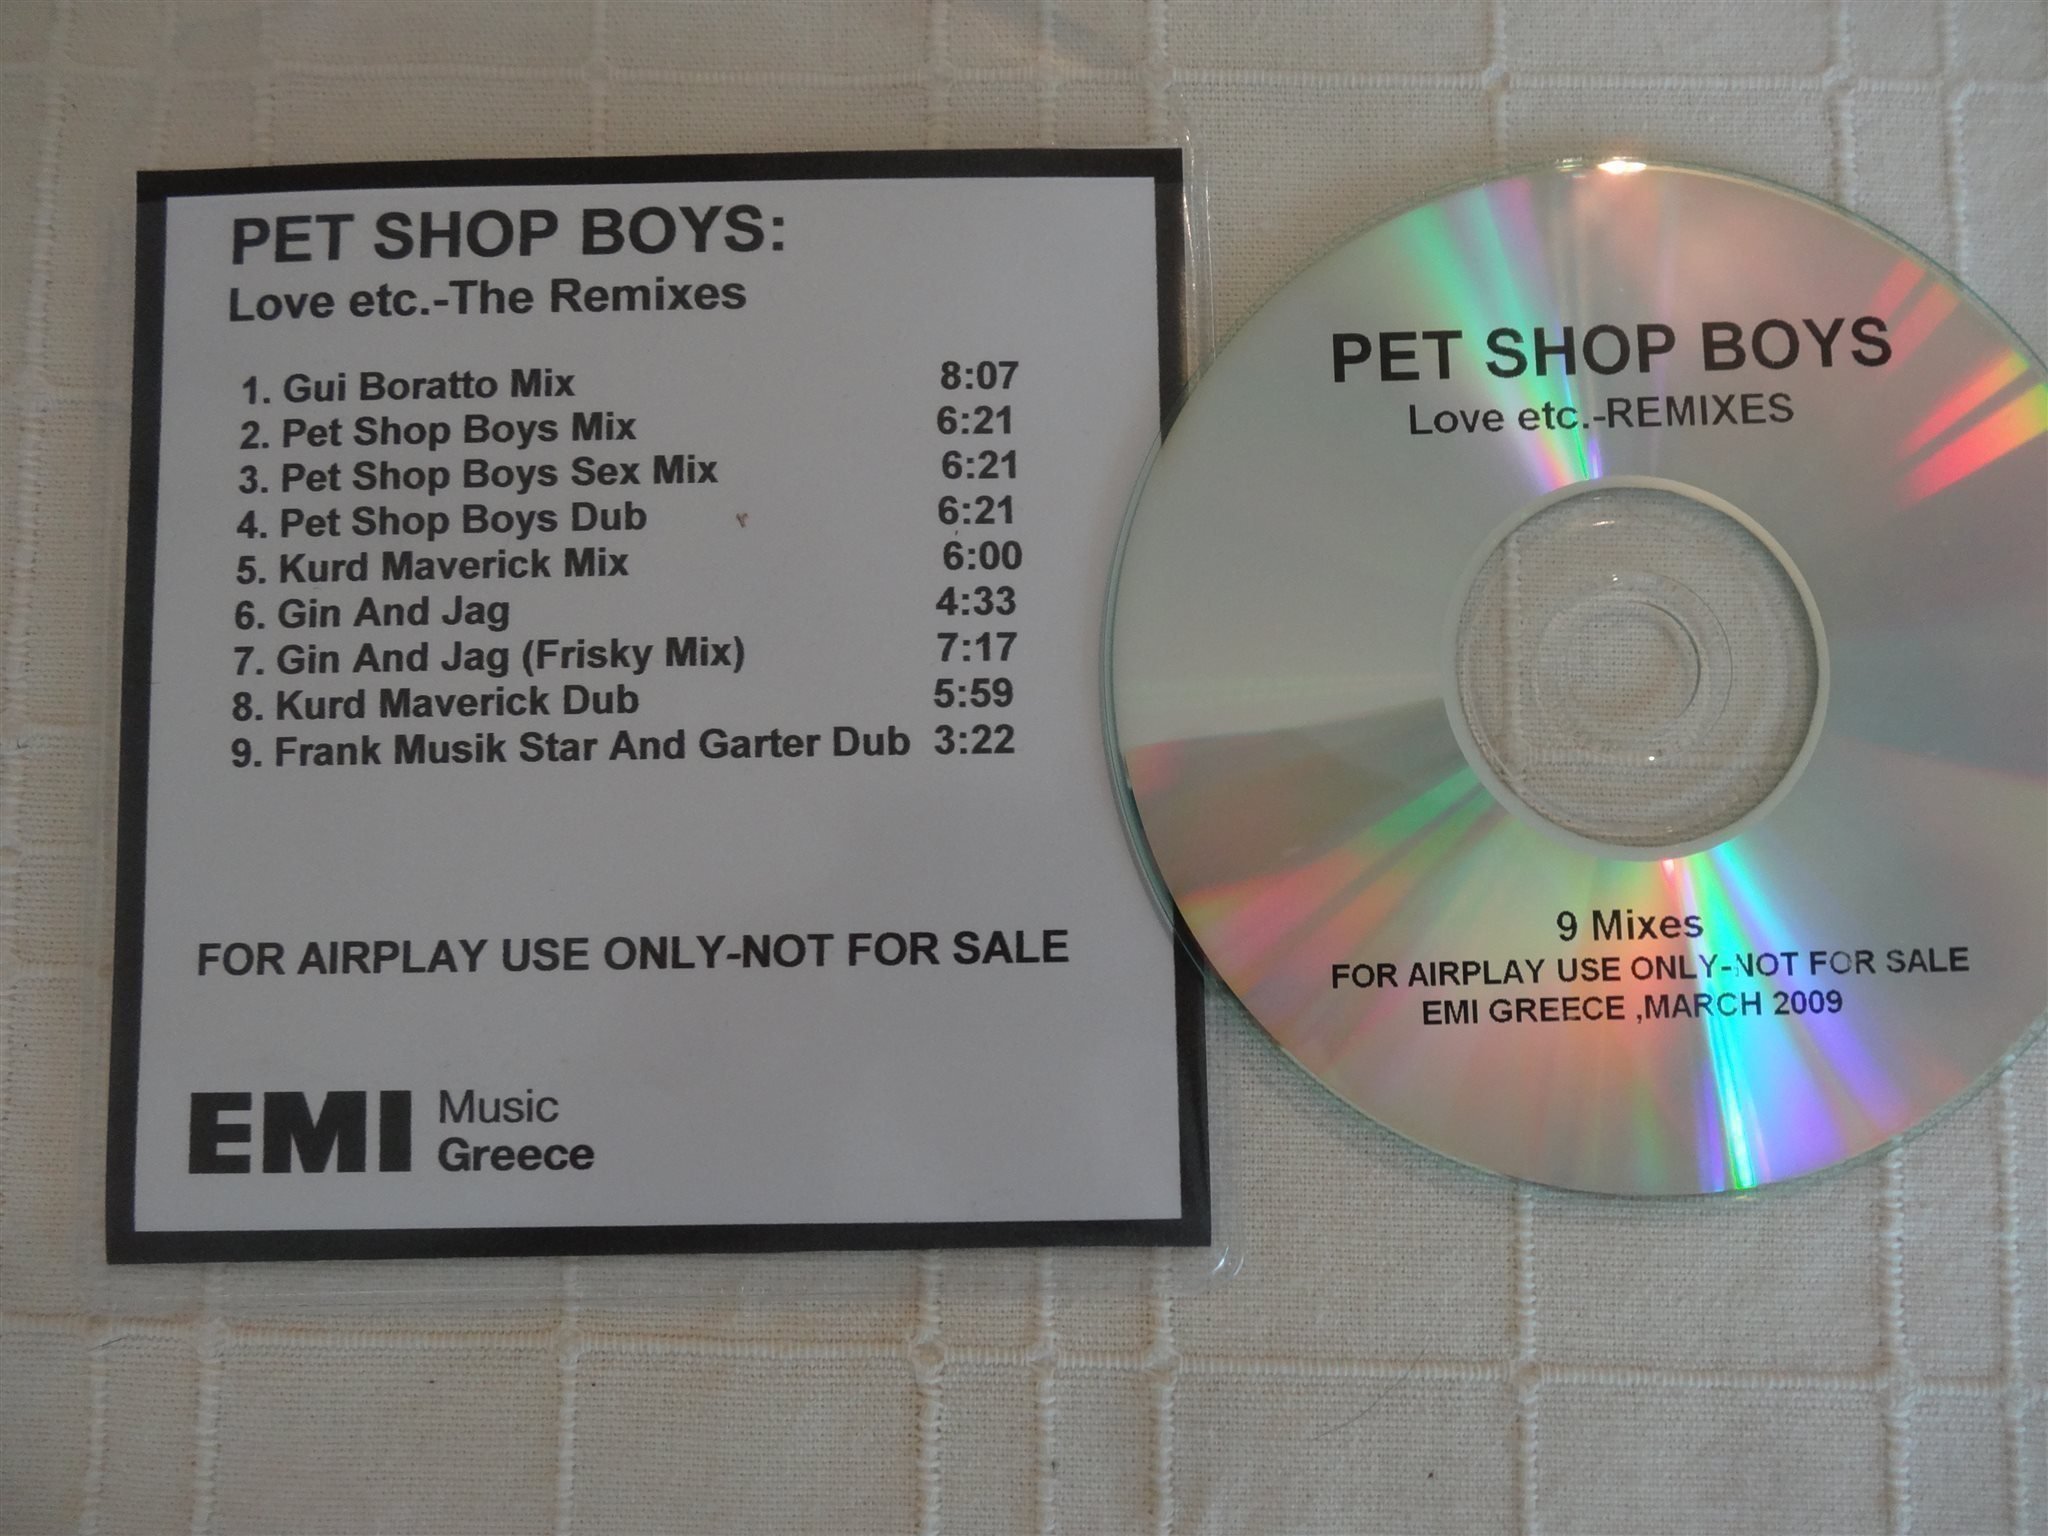 PET SHOP BOYS:
Love etc.-The Remixes
1. Gui Boratto Mix 8:07
2. Pet Shop Boys Mix 6:21
3. Pet Shop Boys Sex Mix 6:21
4. Pet Shop Boys Dub 6:21
5. Kurd Maverick Mix 6:00
6. Gin And Jag 4:33
7. Gin And Jag (Frisky Mix) 7:17
8. Kurd Maverick Dub 5:59
9. Frank Musik Star And Garter Dub 3:22
FOR AIRPLAY USE ONLY-NOT FOR SALE
EMI Music
Greece
PET SHOP BOYS
Love etc.-REMIXES
9 Mixes
FOR AIRPLAY USE ONLY-NOT FOR SALE
EMI GREECE ,MARCH 2009